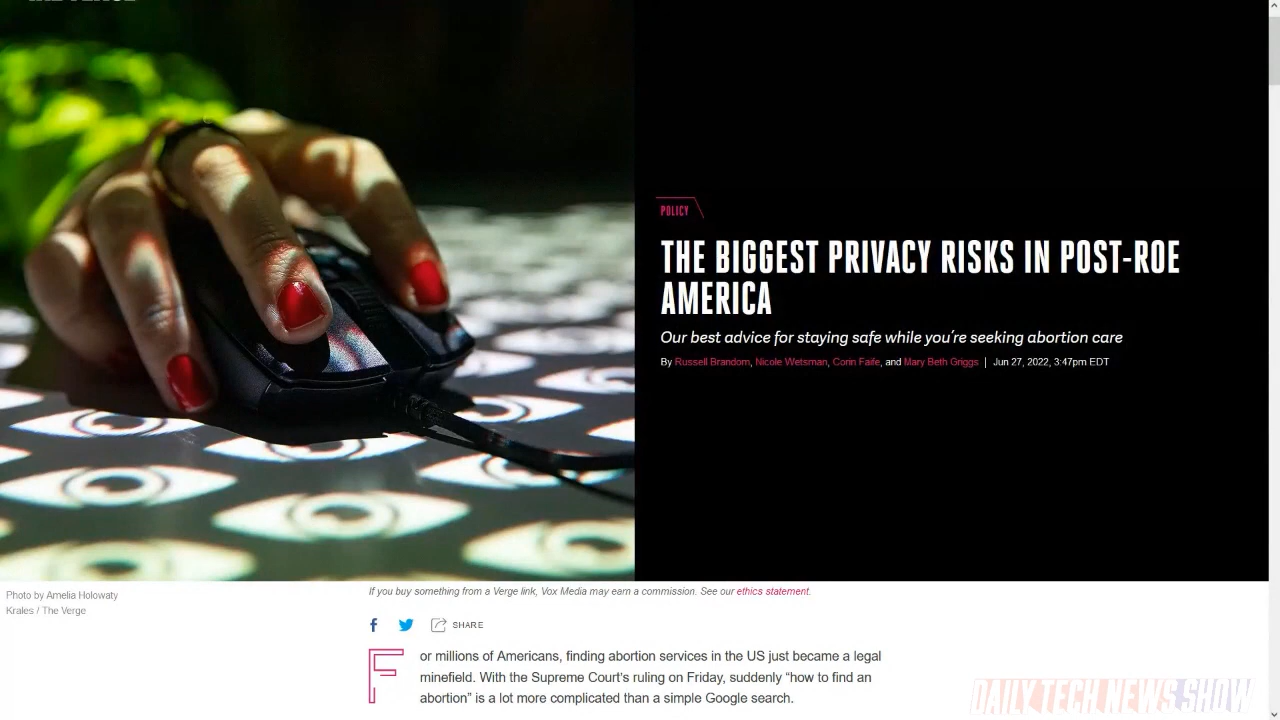 POLICY
THE BIGGEST PRIVACY RISKS IN POST-ROE
AMERICA
Our best advice for staying safe while you're seeking abortion care
By Russell Brandom, Nicole Wetsman, Corin Faife, and Mary Beth Griggs | Jun 27, 2022, 3:47pm EDT
Photo by Amelia Holowaty
Krales / The Verge
If you buy something from a Verge link, Vox Media may earn a commission. See our ethics statement.
SHARE
For millions of Americans, finding abortion services in the US just became a legal
minefield. With the Supreme Court's ruling on Friday, suddenly “how to find an
abortion” is a lot more complicated than a simple Google search.
DAILY TECH NEWS SHOW